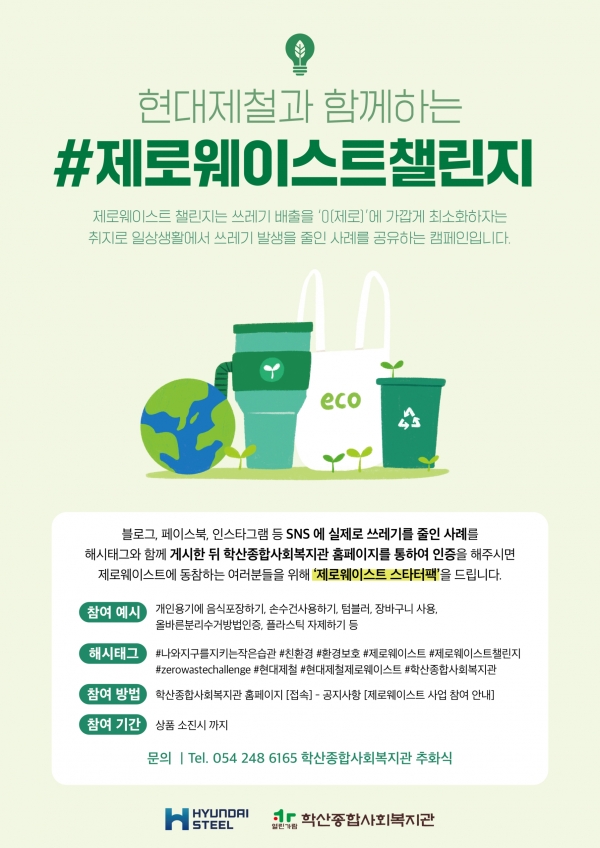 현대제철과 함께하는
#제로웨이스트챌린지
제로웨이스트 챌린지는 쓰레기 배출을 '0(제로)'에 가깝게 최소화하자는
취지로 일상생활에서 쓰레기 발생을 줄인 사례를 공유하는 캠페인입니다.
eco
블로그, 페이스북, 인스타그램 등 SNS 에 실제로 쓰레기를 줄인 사례를
해시태그와 함께 게시한 뒤 학산종합사회복지관 홈페이지를 통하여 인증을 해주시면
제로웨이스트에 동참하는 여러분들을 위해 '제로웨이스트 스타터팩'을 드립니다.
참여 예시
개인용기에 음식포장하기, 손수건사용하기, 텀블러, 장바구니 사용,
올바른분리수거방법인증, 플라스틱 자제하기 등
해시태그
#나와지구를지키는작은습관 #친환경 #환경보호 #제로웨이스트 #제로웨이스트챌린지
#zerowastechallenge #현대제철 #현대제철제로웨이스트 #학산종합사회복지관
참여 방법
학산종합사회복지관 홈페이지 [접속] - 공지사항 [제로웨이스트 사업 참여 안내]
참여 기간
상품 소진시 까지
문의 | Tel. 054 248 6165 학산종합사회복지관 추화식
HYUNDAI
STEEL
열린가람
학산종합사회복지관